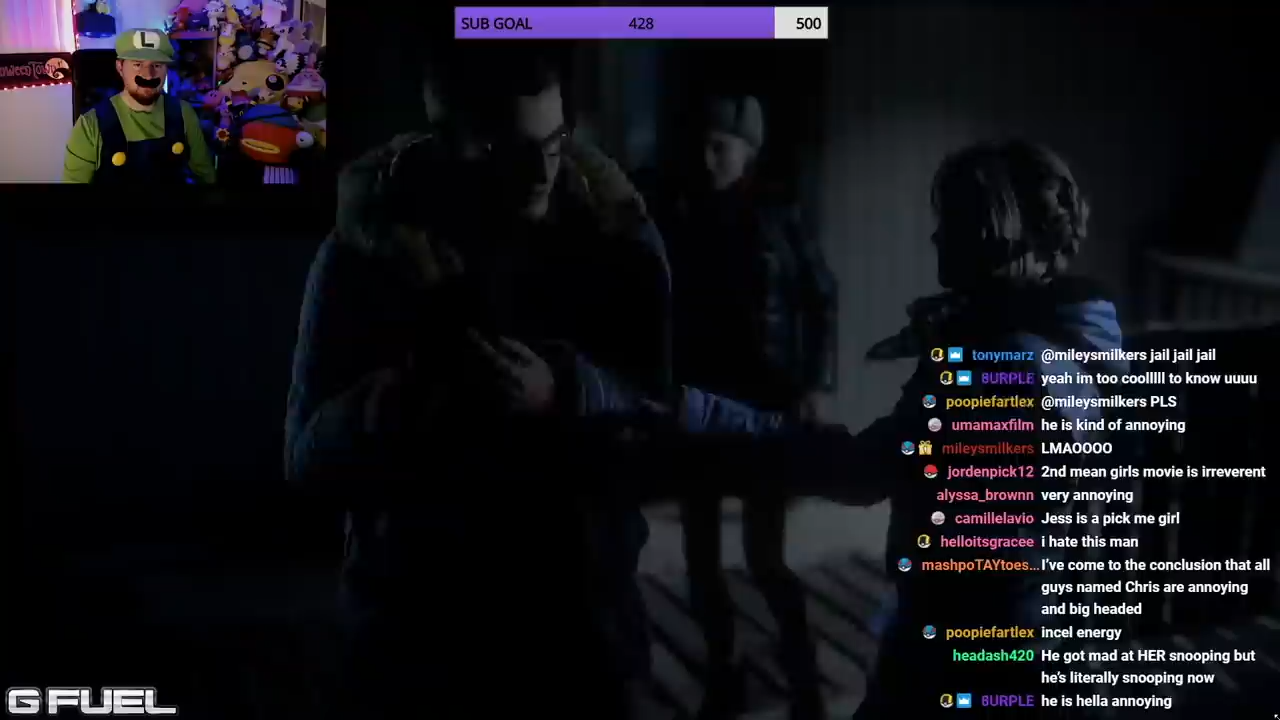 SUB GOAL 428 500
L
tonymarz @mileysmilkers jail jail jail
8URPLE yeah im too coolllll to know uuuu
poopiefartlex @mileysmilkers PLS
umamaxfilm he is kind of annoying
mileysmilkers LMAOOOO
jordenpick12 2nd mean girls movie is irreverent
alyssa_brownn very annoying
camillelavio Jess is a pick me girl
helloitsgracee i hate this man
mashpoTAYtoes... I've come to the conclusion that all
guys named Chris are annoying
and big headed
poopiefartlex incel energy
headash420 He got mad at HER snooping but
he's literally snooping now
8URPLE he is hella annoying
G FUEL